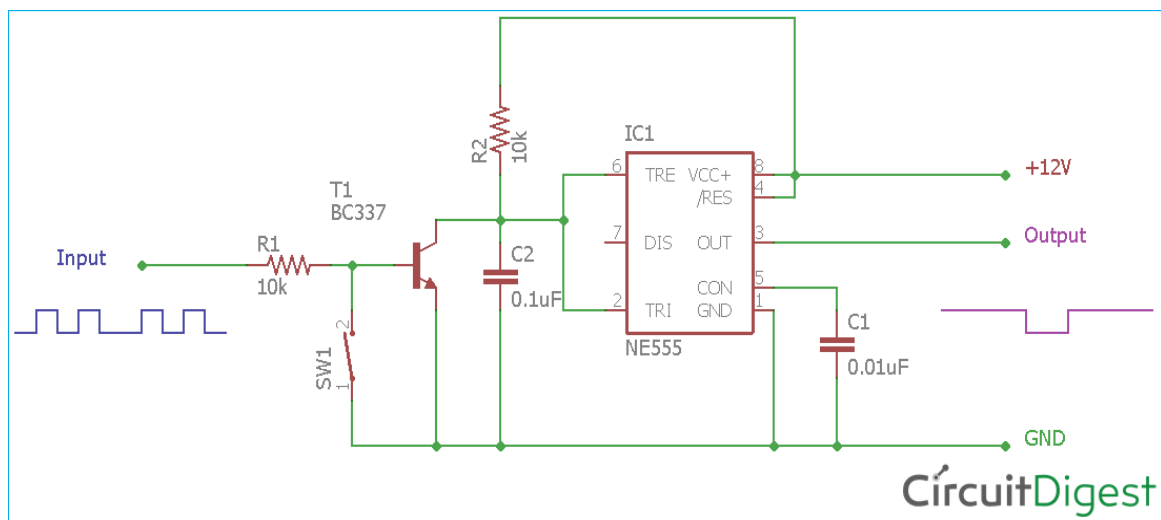 IC1
R2
10k
6
TRE
VCC+
8
+12V
/RES
4
T1
BC337
7
DIS
OUT
3
Output
Input
R1
10k
C2
0.1uF
CON
5
2
TRI
GND
1
NE555
C1
0.01uF
SW1
2
1
GND
CircuitDigest